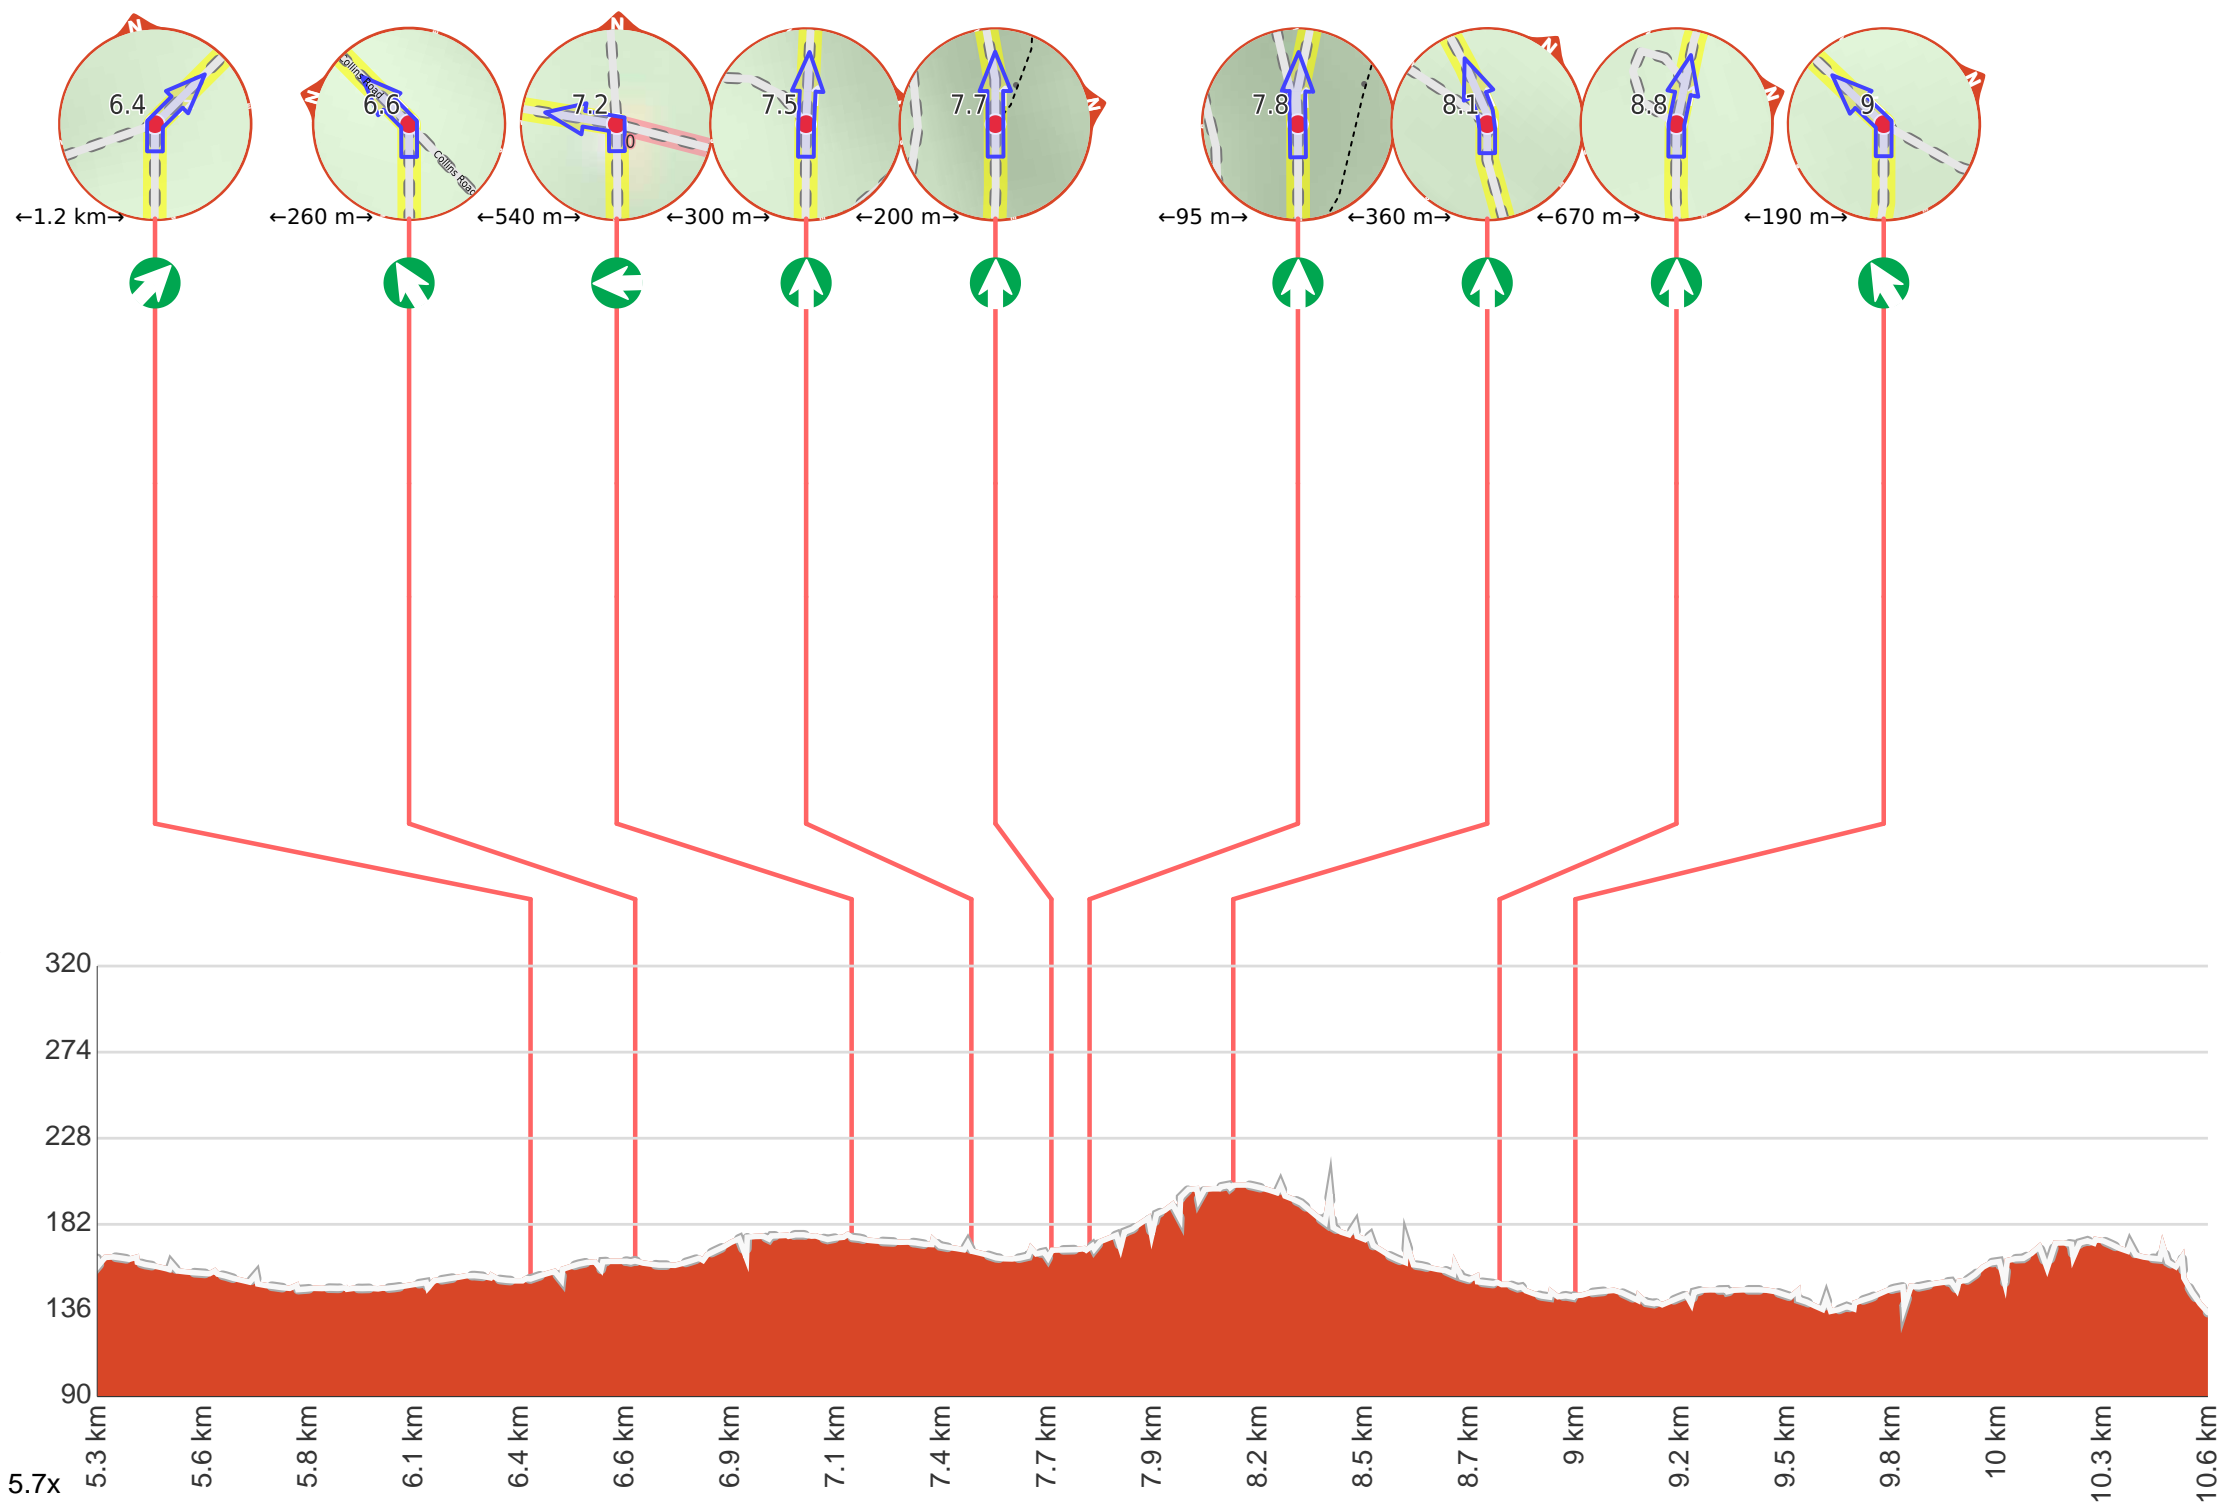 N
N
N
N
N
N
N
6.4
Collins Road
6.6
Collins Road
7.2
0
7.5
7.7
7.8
8.1
8.8
9
←1.2 km→
←260 m→
←540 m→
←300 m→
←200 m→
←95 m→
←360 m→
←670 m→
←190 m→
320
274
228
182
136
90
5.3 km
5.6 km
5.8 km
6.1 km
6.4 km
6.6 km
6.9 km
7.1 km
7.4 km
7.7 km
7.9 km
8.2 km
8.5 km
8.7 km
9 km
9.2 km
9.5 km
9.8 km
10 km
10.3 km
10.6 km
5.7x